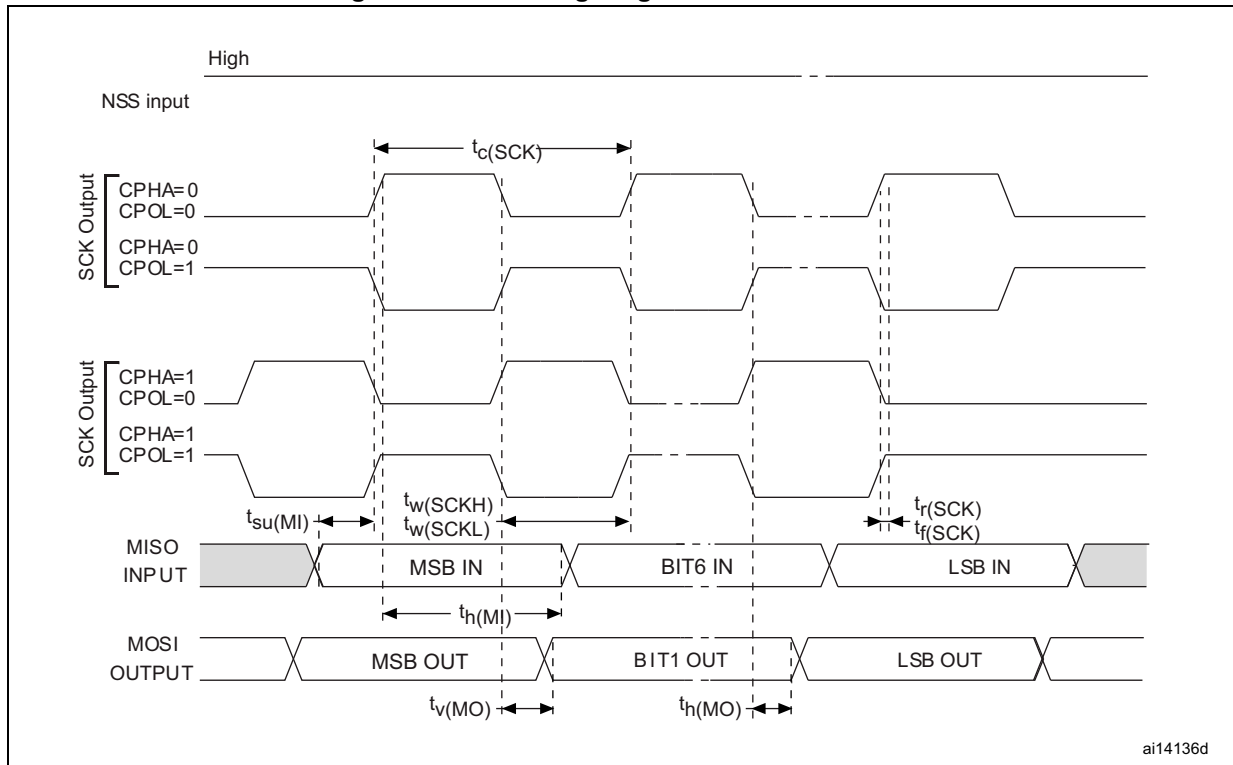 High
NSS input
tc(SCK)
SCK Output
CPHA=0
CPOL=0
CPHA=0
CPOL=1
SCK Output
CPHA=1
CPOL=0
CPHA=1
CPOL=1
tw(SCKH)
tw(SCKL)
tr(SCK)
tf(SCK)
tsu(MI)
MISO
INPUT
MSB IN
BIT6 IN
LSB IN
th(MI)
MOSI
OUTPUT
MSB OUT
BIT1 OUT
LSB OUT
tv(MO)
th(MO)
ai14136d